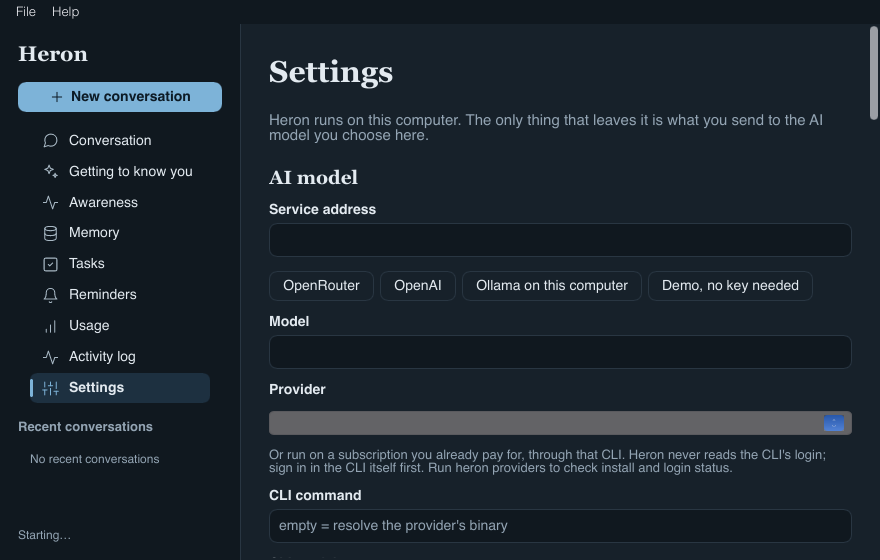 File Help
Heron
+ New conversation
Conversation
Getting to know you
Awareness
Memory
Tasks
Reminders
Usage
Activity log
Settings
Recent conversations
No recent conversations
Starting…
Settings
Heron runs on this computer. The only thing that leaves it is what you send to the AI
model you choose here.
AI model
Service address
OpenRouter
OpenAI
Ollama on this computer
Demo, no key needed
Model
Provider
Or run on a subscription you already pay for, through that CLI. Heron never reads the CLI's login;
sign in in the CLI itself first. Run heron providers to check install and login status.
CLI command
empty = resolve the provider's binary